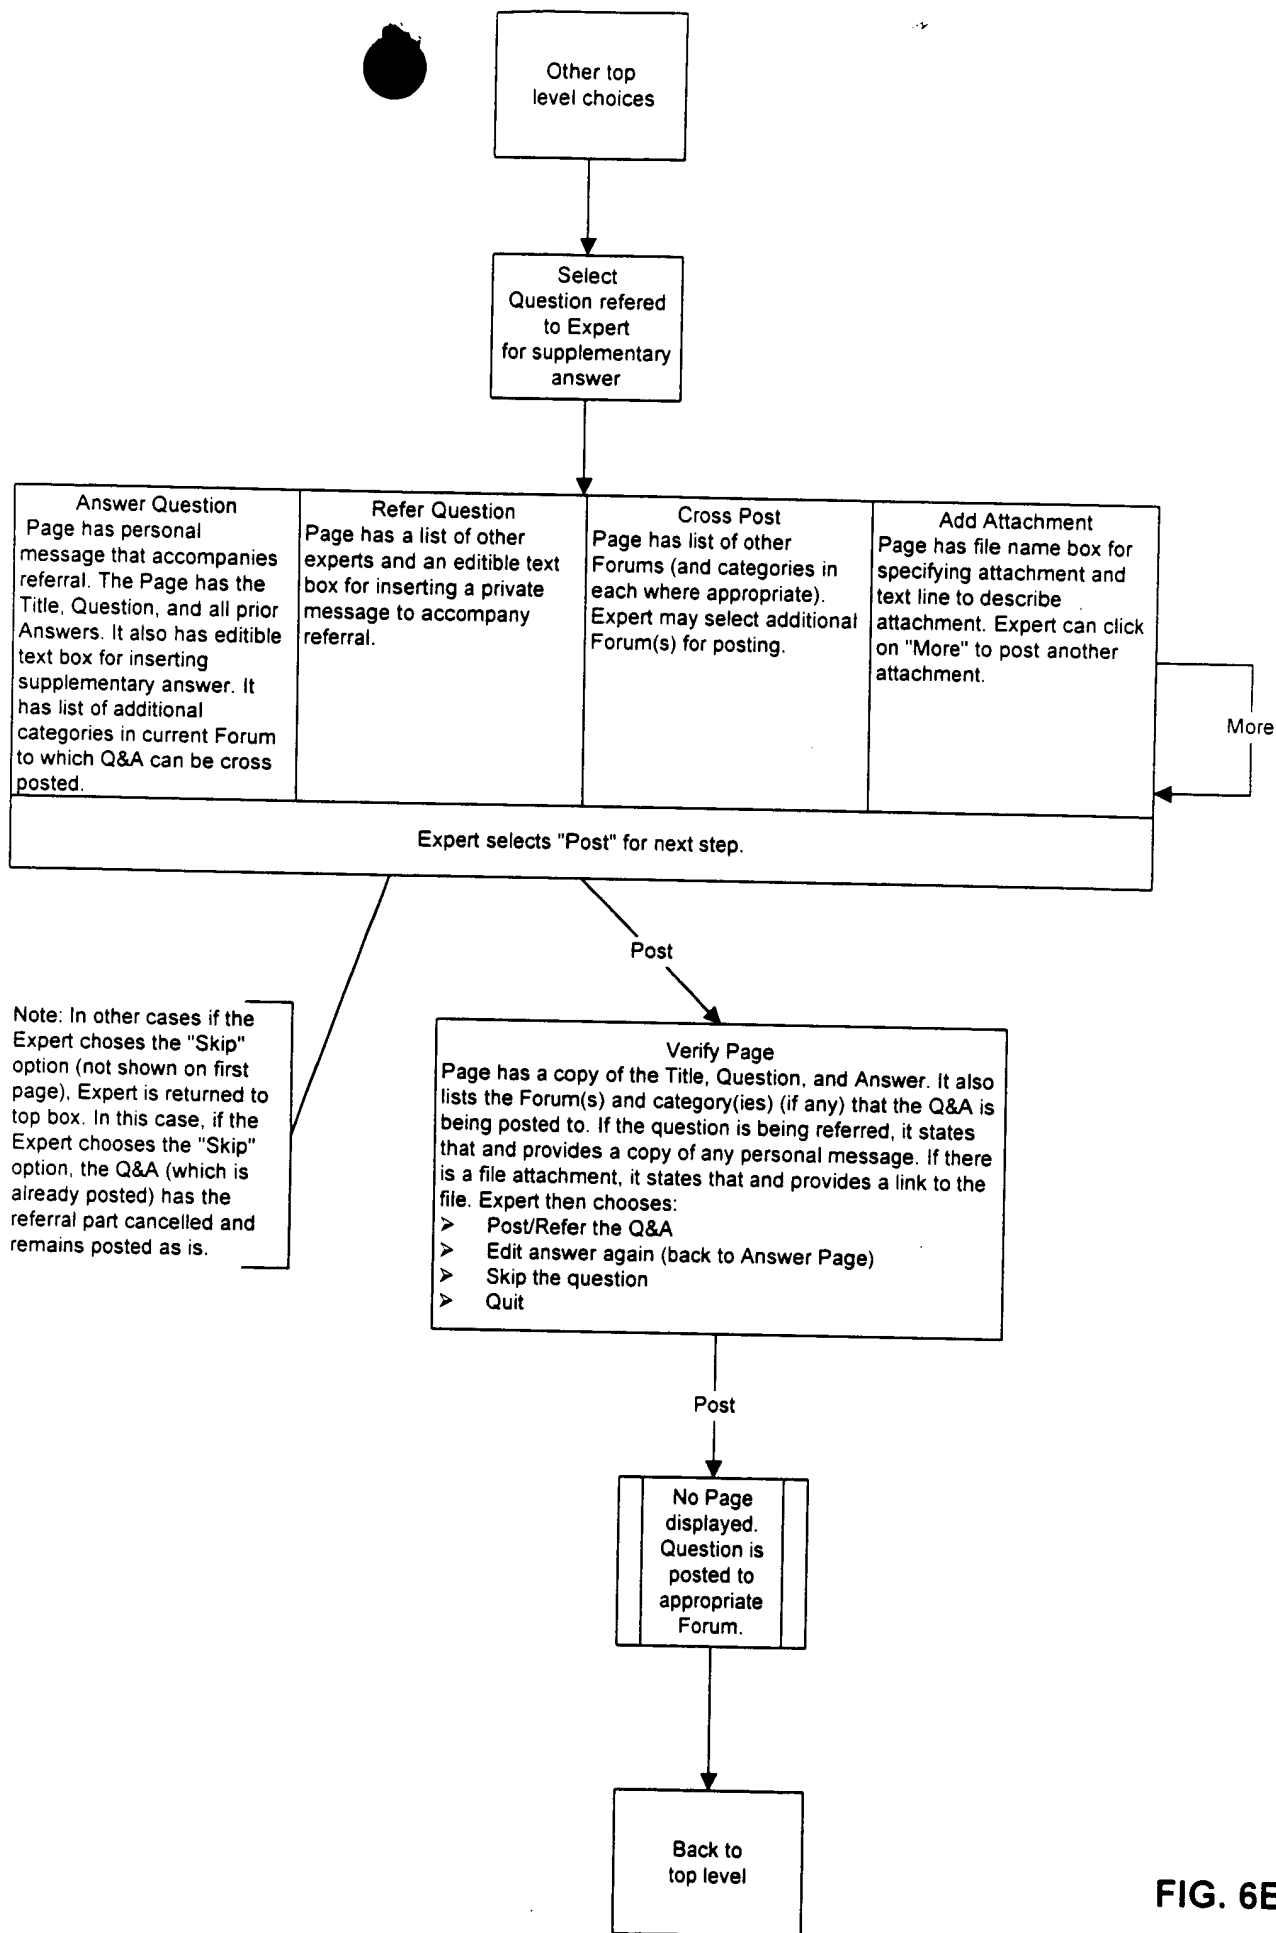 Other top
level choices
Select
Question refered
to Expert
for supplementary
answer
Answer Question
Page has personal
message that accompanies
referral. The Page has the
Title, Question, and all prior
Answers. It also has editible
text box for inserting
supplementary answer. It
has list of additional
categories in current Forum
to which Q&A can be cross
posted.
Refer Question
Page has a list of other
experts and an editible text
box for inserting a private
message to accompany
referral.
Cross Post
Page has list of other
Forums (and categories in
each where appropriate).
Expert may select additional
Forum(s) for posting.
Add Attachment
Page has file name box for
specifying attachment and
text line to describe
attachment. Expert can click
on "More" to post another
attachment.
More
Expert selects "Post" for next step.
Post
Note: In other cases if the
Expert choses the "Skip"
option (not shown on first
page), Expert is returned to
top box. In this case, if the
Expert chooses the "Skip"
option, the Q&A (which is
already posted) has the
referral part cancelled and
remains posted as is.
Verify Page
Page has a copy of the Title, Question, and Answer. It also
lists the Forum(s) and category(ies) (if any) that the Q&A is
being posted to. If the question is being referred, it states
that and provides a copy of any personal message. If there
is a file attachment, it states that and provides a link to the
file. Expert then chooses:
➢ Post/Refer the Q&A
➢ Edit answer again (back to Answer Page)
➢ Skip the question
➢ Quit
Post
No Page
displayed.
Question is
posted to
appropriate
Forum.
Back to
top level
FIG. 6E